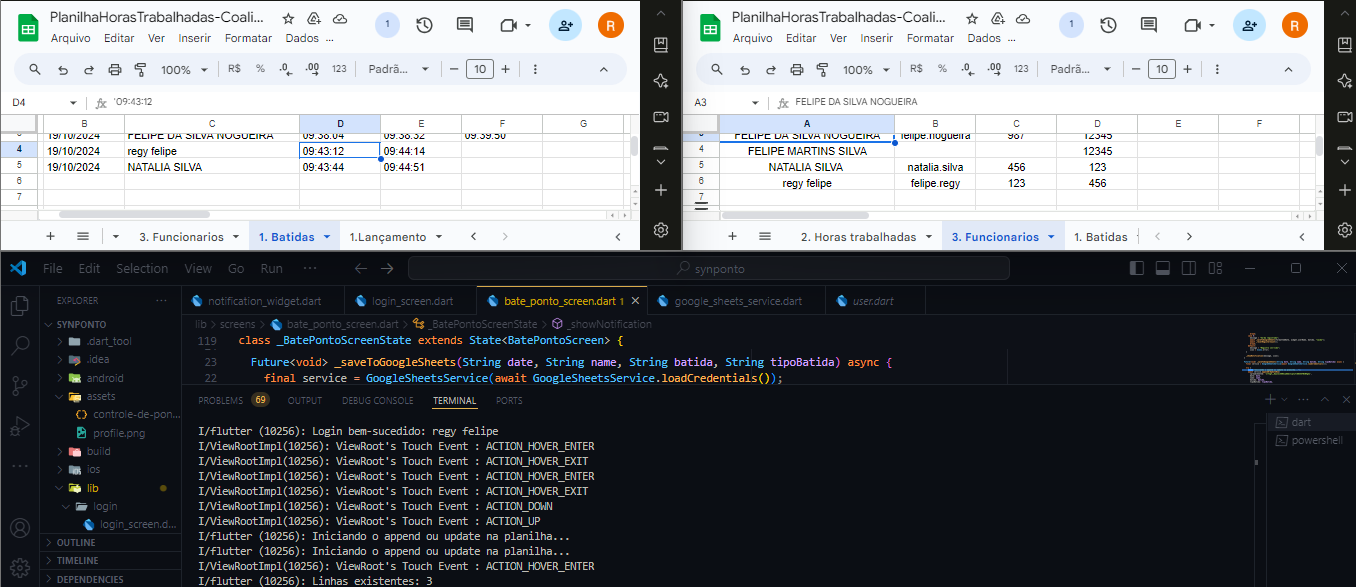 PlanilhaHorasTrabalhadas-Coali...
1
R
Arquivo Editar Ver Inserir Formatar Dados ...
100% R$ % .0 .00 123 Padrã... 10
D4 fx '09:43:12
B C D E F G
19/10/2024 FELIPE DA SILVA NOGUEIRA 09:38:04 09:38:32 09:39:50
4 19/10/2024 regy felipe 09:43:12 09:44:14
5 19/10/2024 NATALIA SILVA 09:43:44 09:44:51
6
7
3. Funcionarios 1. Batidas 1.Lançamento
PlanilhaHorasTrabalhadas-Coali...
1
R
Arquivo Editar Ver Inserir Formatar Dados ...
100% R$ % .0 .00 123 Padrã... 10
A3 fx FELIPE DA SILVA NOGUEIRA
A B C D E F
FELIPE DA SILVA NOGUEIRA felipe.nogueira 987 12345
4 FELIPE MARTINS SILVA 12345
5 NATALIA SILVA natalia.silva 456 123
6 regy felipe felipe.regy 123 456
7
2. Horas trabalhadas 3. Funcionarios 1. Batidas
File Edit Selection View Go Run ... synponto
EXPLORER ...
SYNPONTO
.dart_tool
.idea
android
assets
{} controle-de-pon...
profile.png
build
ios
lib
login
login_screen.d...
OUTLINE
TIMELINE
DEPENDENCIES
notification_widget.dart login_screen.dart bate_ponto_screen.dart 1 google_sheets_service.dart user.dart
lib > screens > bate_ponto_screen.dart > _BatePontoScreenState > _showNotification
119 class _BatePontoScreenState extends State<BatePontoScreen> {
23 Future<void> _saveToGoogleSheets(String date, String name, String batida, String tipoBatida) async {
22 final service = GoogleSheetsService(await GoogleSheetsService.loadCredentials());
PROBLEMS 69 OUTPUT DEBUG CONSOLE TERMINAL PORTS
dart
powershell
I/flutter (10256): Login bem-sucedido: regy felipe
I/ViewRootImpl(10256): ViewRoot's Touch Event : ACTION_HOVER_ENTER
I/ViewRootImpl(10256): ViewRoot's Touch Event : ACTION_HOVER_EXIT
I/ViewRootImpl(10256): ViewRoot's Touch Event : ACTION_HOVER_ENTER
I/ViewRootImpl(10256): ViewRoot's Touch Event : ACTION_HOVER_EXIT
I/ViewRootImpl(10256): ViewRoot's Touch Event : ACTION_DOWN
I/ViewRootImpl(10256): ViewRoot's Touch Event : ACTION_UP
I/flutter (10256): Iniciando o append ou update na planilha...
I/flutter (10256): Iniciando o append ou update na planilha...
I/ViewRootImpl(10256): ViewRoot's Touch Event : ACTION_HOVER_ENTER
I/flutter (10256): Linhas existentes: 3